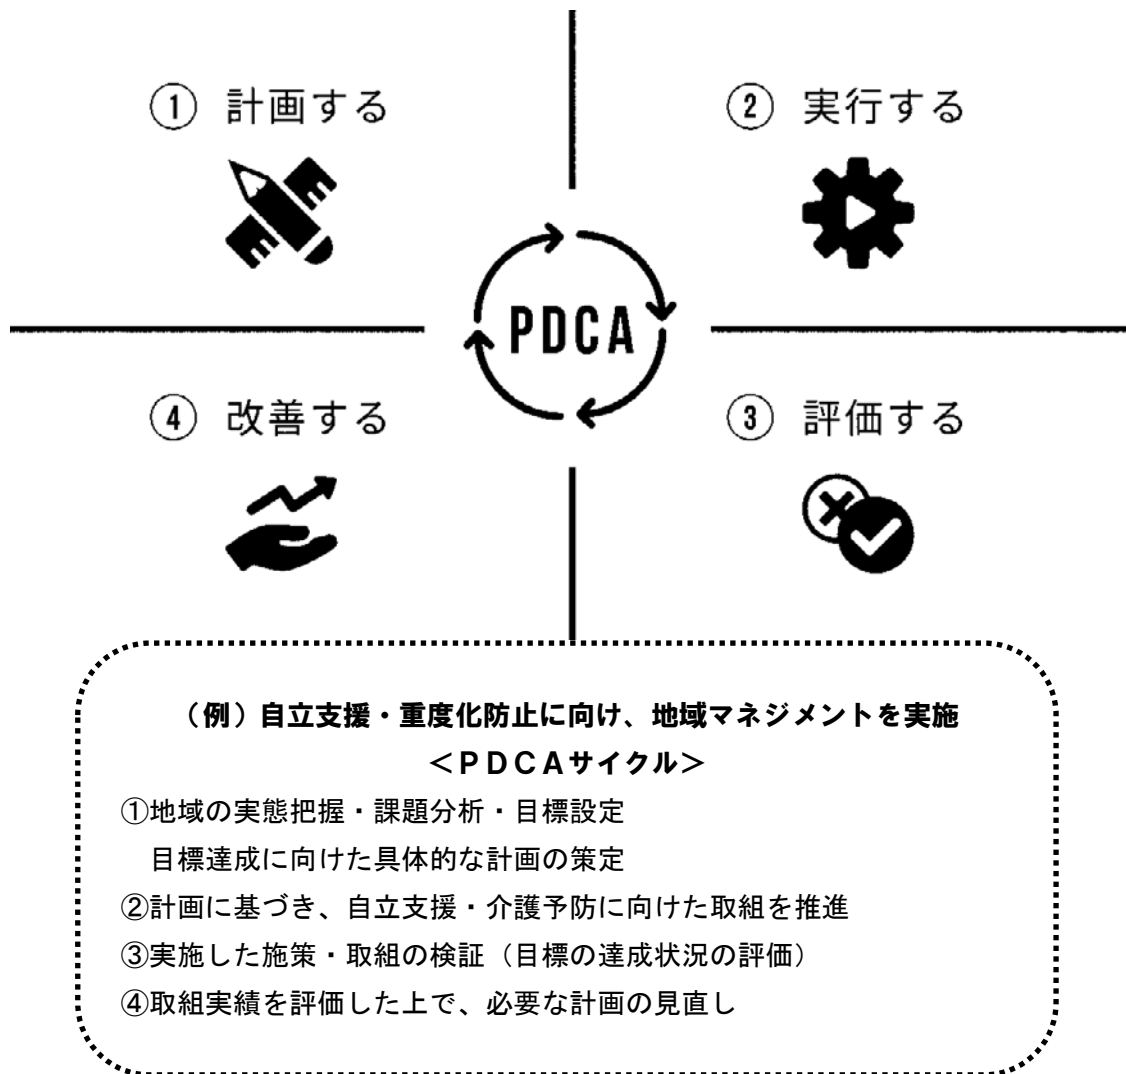 ① 計画する
② 実行する
PDCA
④ 改善する
③ 評価する
（例）自立支援・重度化防止に向け、地域マネジメントを実施
＜ＰＤＣＡサイクル＞
①地域の実態把握・課題分析・目標設定
目標達成に向けた具体的な計画の策定
②計画に基づき、自立支援・介護予防に向けた取組を推進
③実施した施策・取組の検証（目標の達成状況の評価）
④取組実績を評価した上で、必要な計画の見直し